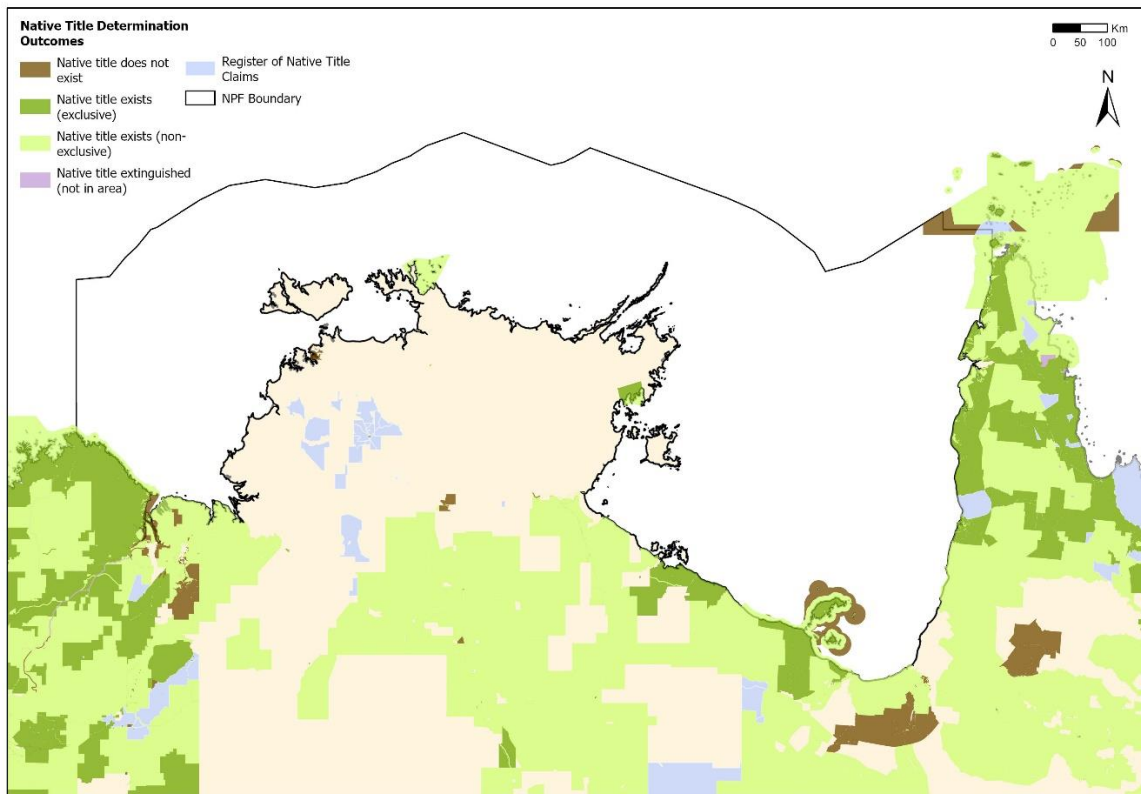 Native Title Determination
Outcomes
Native title does not
exist
Native title exists
(exclusive)
Native title exists (non-
exclusive)
Native title extinguished
(not in area)
Register of Native Title
Claims
NPF Boundary
Km
0 50 100
N